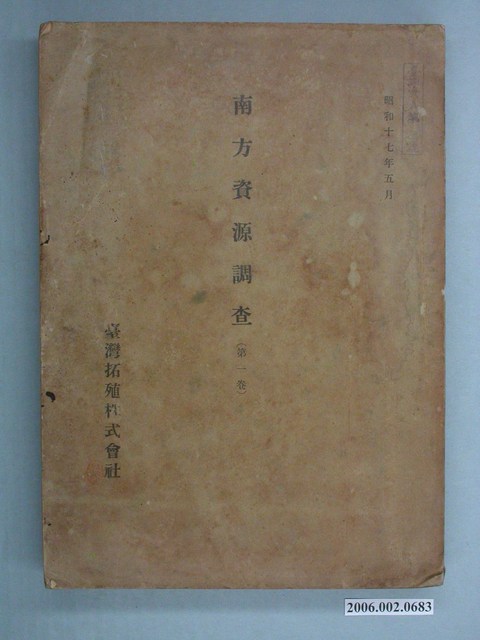 昭和十七年五月
南方資源調査
(第一卷)
臺灣拓殖株式會社
2006.002.0683